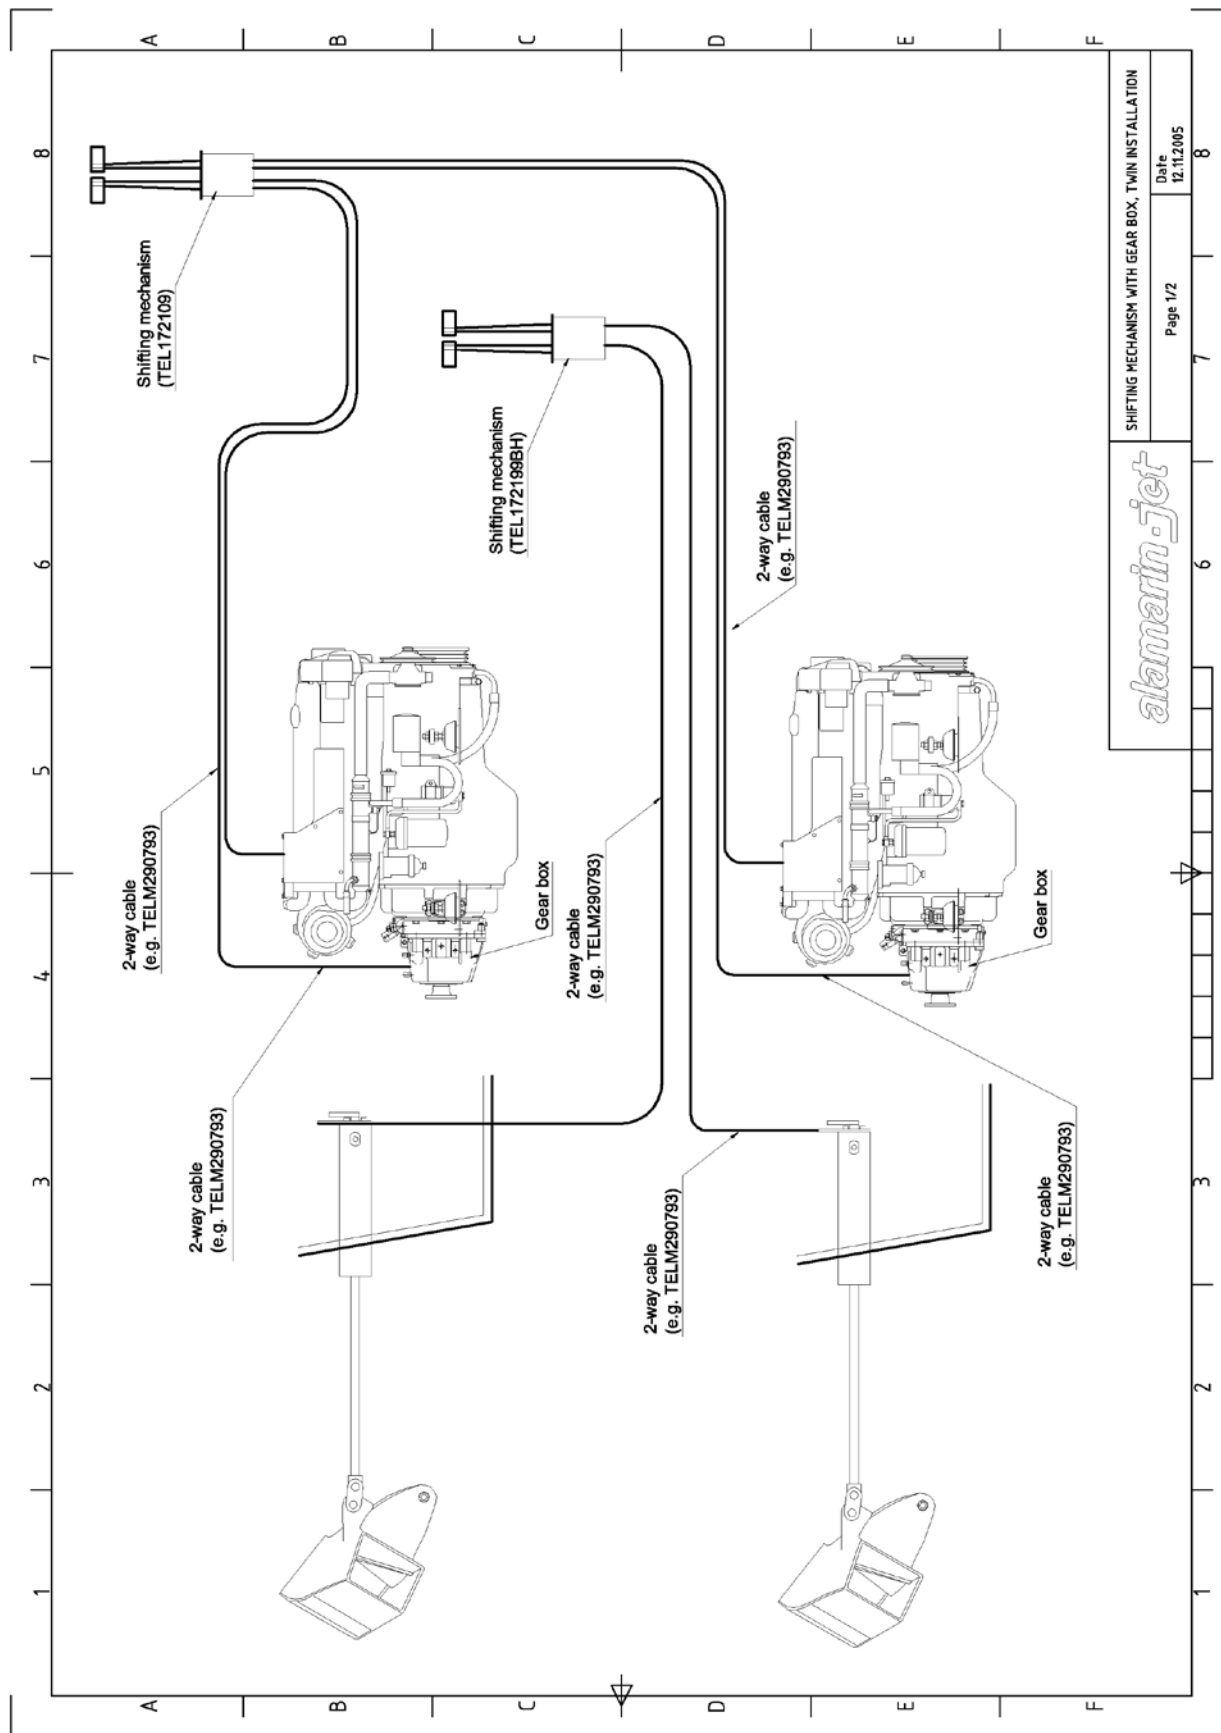 A
B
C
D
E
F
8
7
6
5
4
3
2
1
Shifting mechanism
(TEL172109)
Shifting mechanism
(TEL172199BH)
2-way cable
(e.g. TELM290793)
2-way cable
(e.g. TELM290793)
Gear box
2-way cable
(e.g. TELM290793)
2-way cable
(e.g. TELM290793)
2-way cable
(e.g. TELM290793)
Gear box
2-way cable
(e.g. TELM290793)
alamarin-jet
SHIFTING MECHANISM WITH GEAR BOX, TWIN INSTALLATION
Page 1/2
Date
12.11.2005
8
7
6
5
4
3
2
1
A
B
C
D
E
F